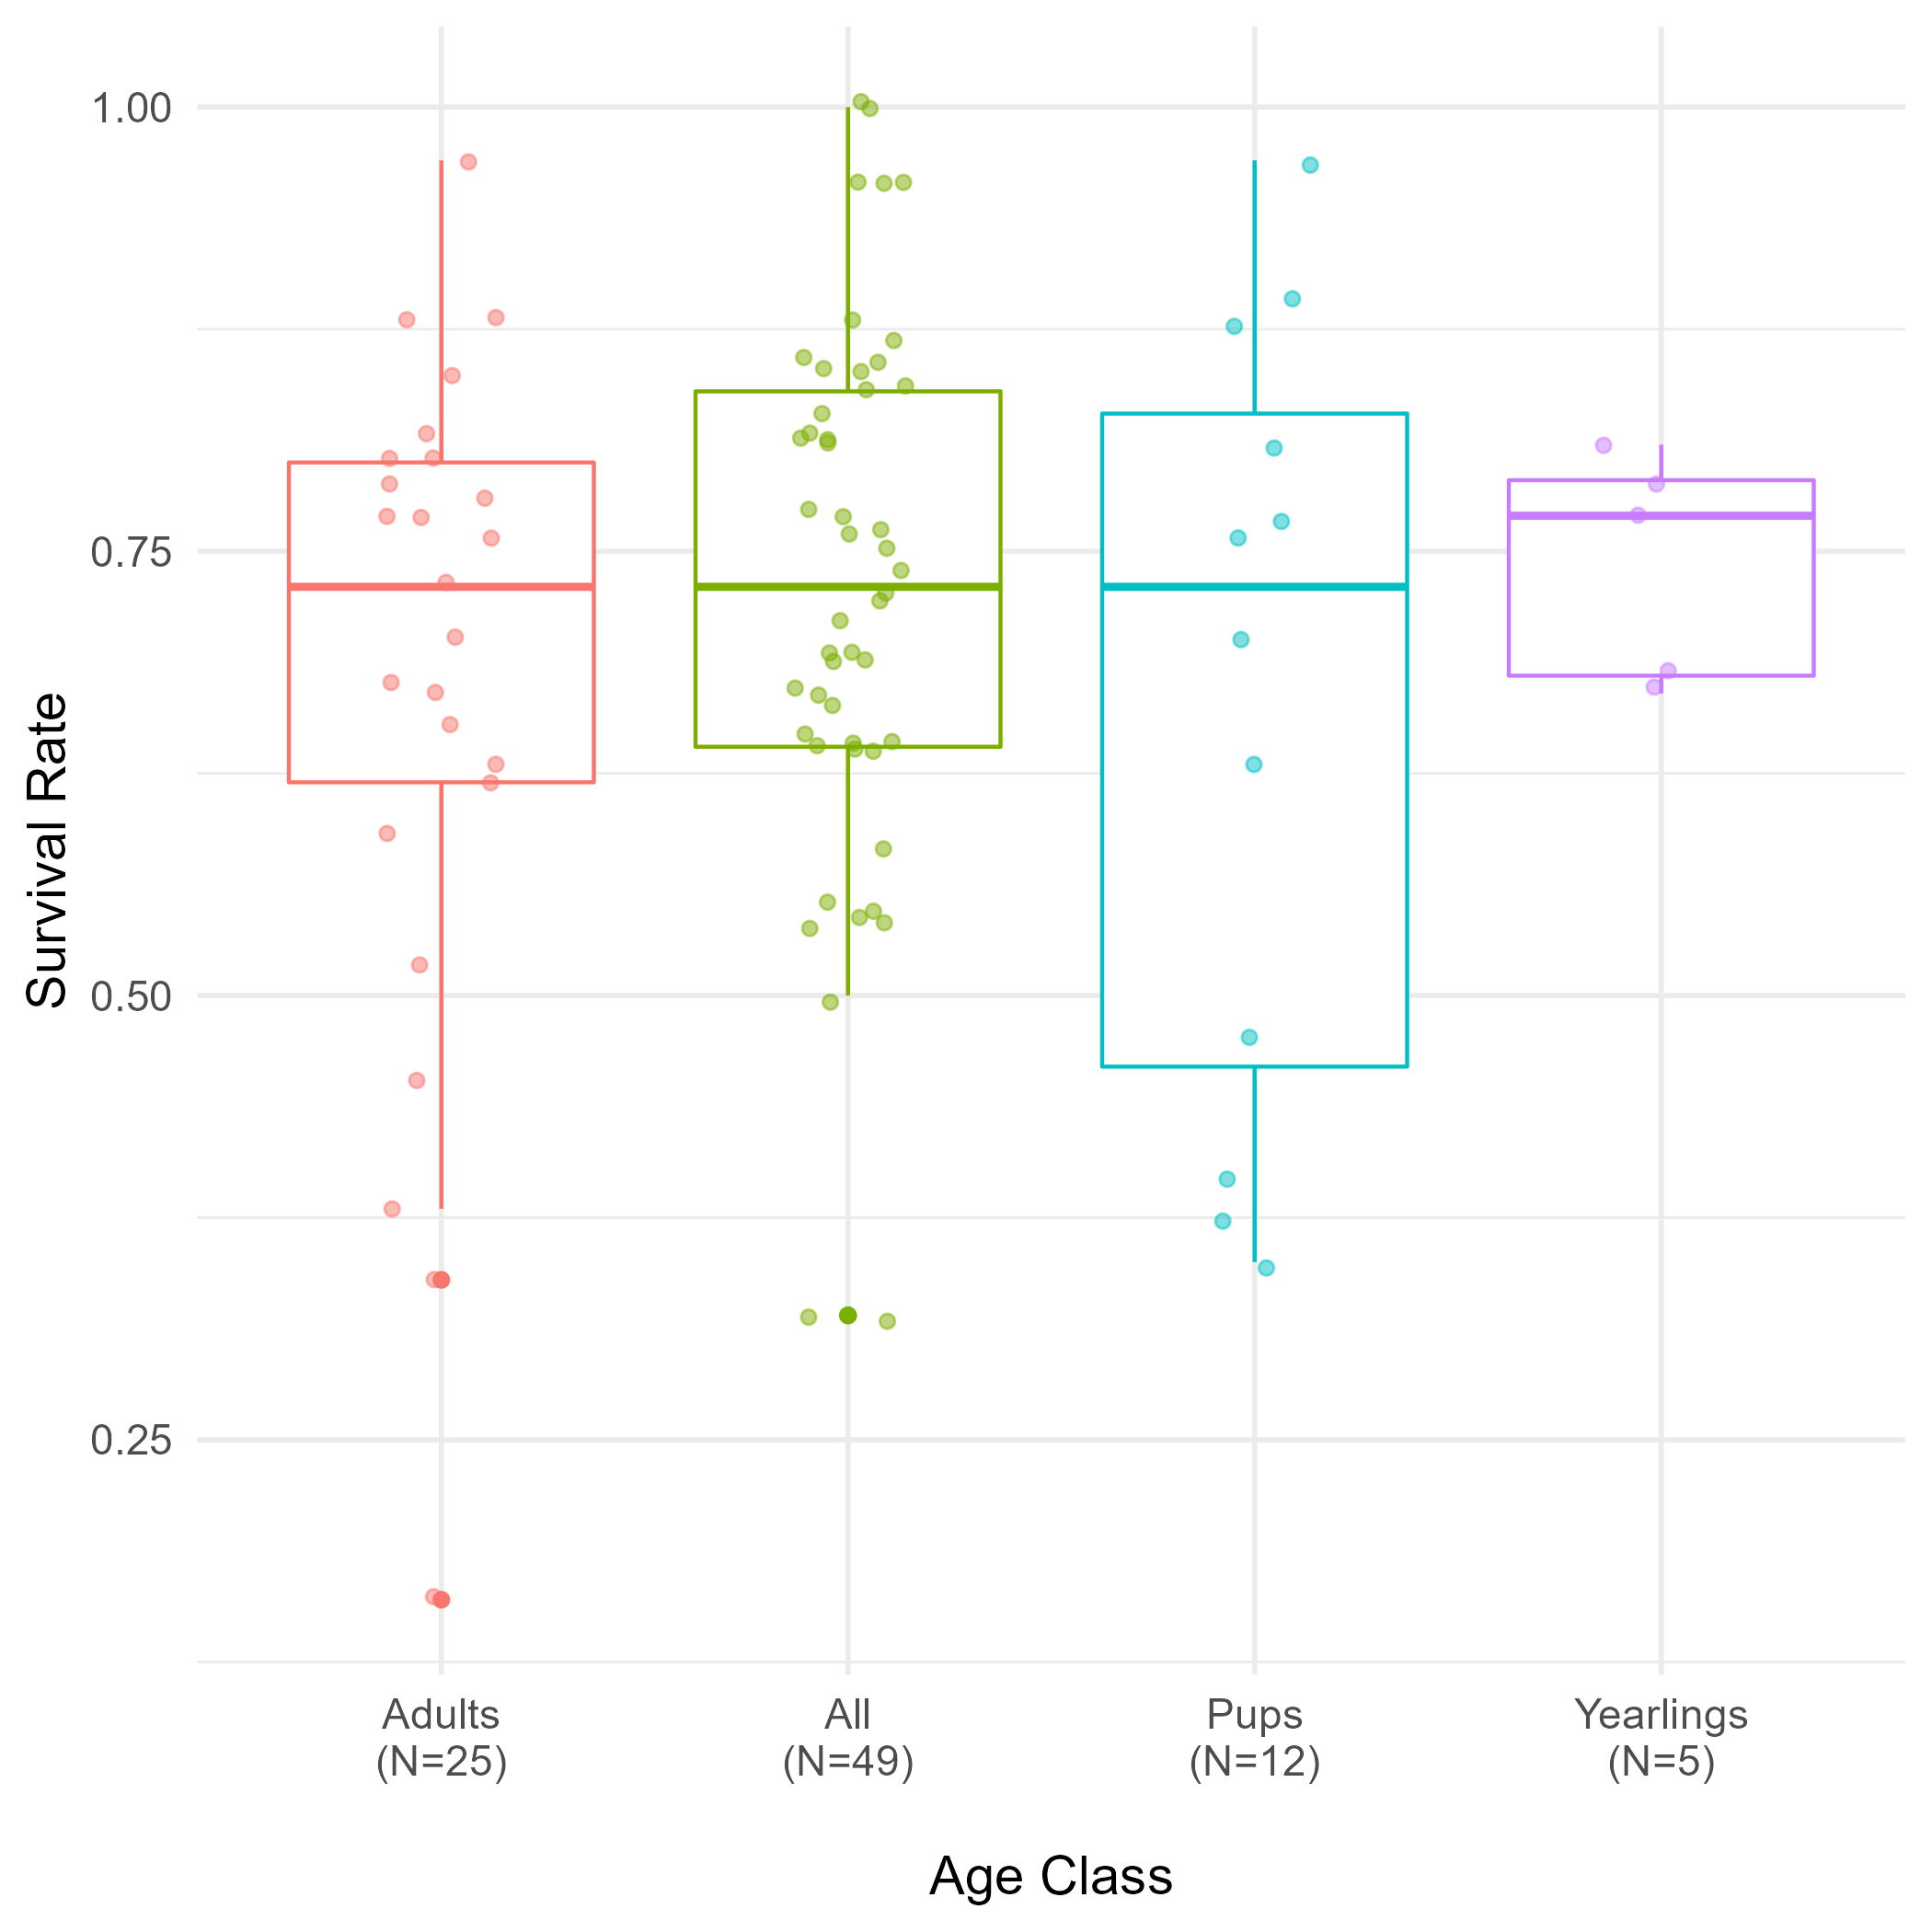 1.00
0.75
0.50
0.25
Survival Rate
Adults
(N=25)
All
(N=49)
Pups
(N=12)
Yearlings
(N=5)
Age Class